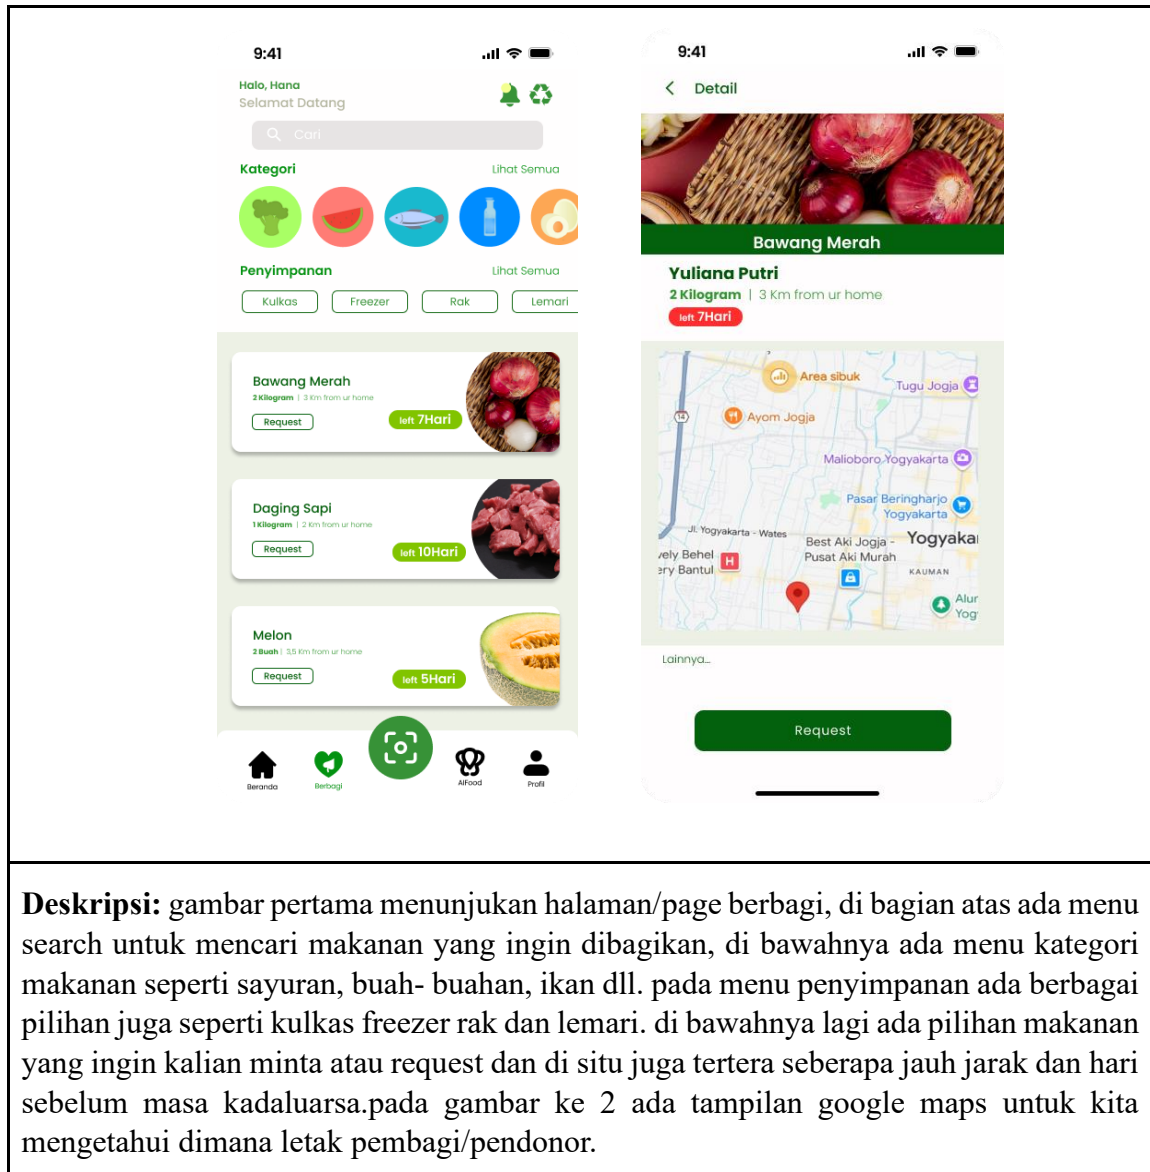 9:41
Halo, Hana
Selamat Datang
Cari
Kategori
Lihat Semua
Penyimpanan
Lihat Semua
Kulkas
Freezer
Rak
Lemari
Bawang Merah
2 Kilogram | 3 Km from ur home
Request
left 7Hari
Daging Sapi
1 Kilogram | 2 Km from ur home
Request
left 10Hari
Melon
2 Buah | 3,5 Km from ur home
Request
left 5Hari
Beranda
Berbagi
AIFood
Profil
9:41
Detail
Bawang Merah
Yuliana Putri
2 Kilogram | 3 Km from ur home
left 7Hari
Area sibuk
Tugu Jogja
14
Ayom Jogja
Malioboro Yogyakarta
Pasar Beringharjo
Yogyakarta
Jl. Yogyakarta - Wates
Best Aki Jogja -
Pusat Aki Murah
Yogyaka
vely Behel
ery Bantul
H
KAUMAN
Alur
Yog
Lainnya...
Request
Deskripsi: gambar pertama menunjukan halaman/page berbagi, di bagian atas ada menu
search untuk mencari makanan yang ingin dibagikan, di bawahnya ada menu kategori
makanan seperti sayuran, buah- buahan, ikan dll. pada menu penyimpanan ada berbagai
pilihan juga seperti kulkas freezer rak dan lemari. di bawahnya lagi ada pilihan makanan
yang ingin kalian minta atau request dan di situ juga tertera seberapa jauh jarak dan hari
sebelum masa kadaluarsa.pada gambar ke 2 ada tampilan google maps untuk kita
mengetahui dimana letak pembagi/pendonor.